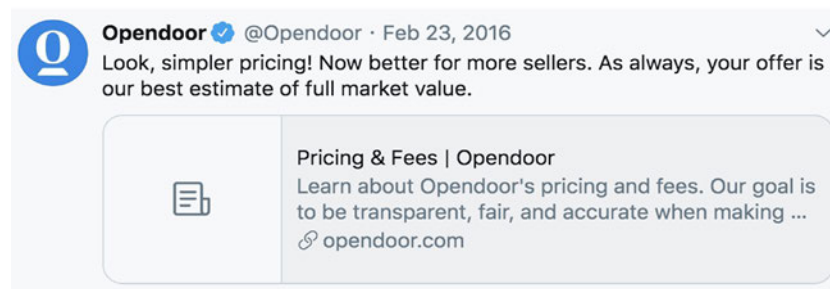 Opendoor @Opendoor · Feb 23, 2016
Look, simpler pricing! Now better for more sellers. As always, your offer is
our best estimate of full market value.
Pricing & Fees | Opendoor
Learn about Opendoor's pricing and fees. Our goal is
to be transparent, fair, and accurate when making ...
opendoor.com